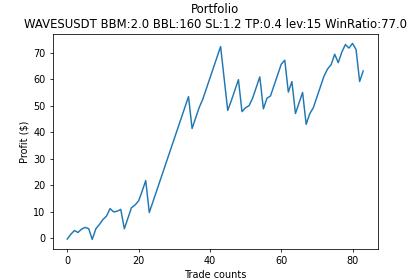 Portfolio
WAVESUSDT BBM:2.0 BBL:160 SL:1.2 TP:0.4 lev:15 WinRatio:77.0
Profit ($)
70
60
50
40
30
20
10
0
0 20 40 60 80
Trade counts